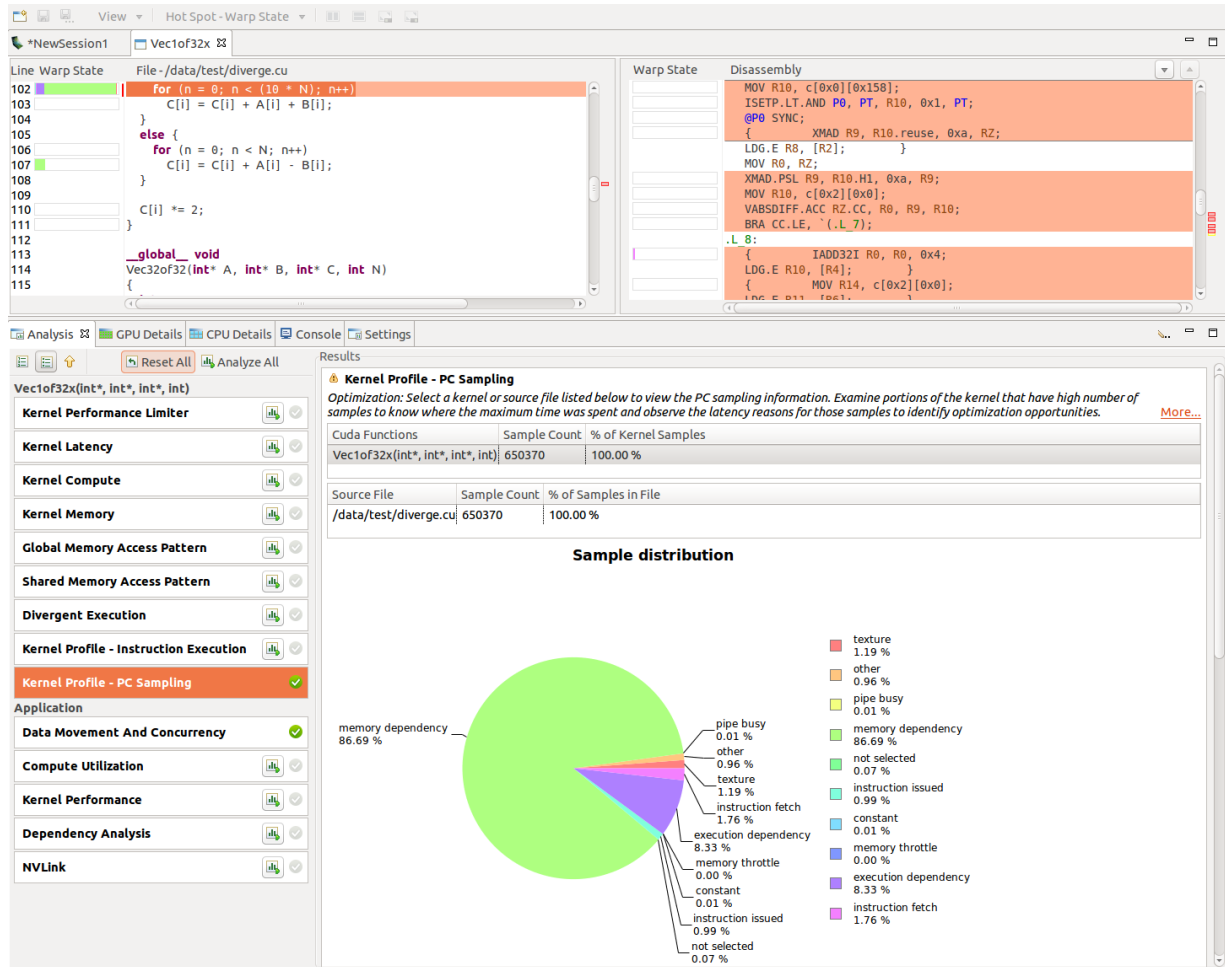 View Hot Spot - Warp State
*NewSession1 Vec1of32x
Line Warp State File - /data/test/diverge.cu
102 for (n = 0; n < (10 * N); n++)
103 C[i] = C[i] + A[i] + B[i];
104 }
105 else {
106 for (n = 0; n < N; n++)
107 C[i] = C[i] + A[i] - B[i];
108 }
109
110 C[i] *= 2;
111 }
112
113 __global__ void
114 Vec32of32(int* A, int* B, int* C, int N)
115 {
Warp State Disassembly
MOV R10, c[0x0][0x158];
ISETP.LT.AND P0, PT, R10, 0x1, PT;
@P0 SYNC;
{ XMAD R9, R10.reuse, 0xa, RZ;
LDG.E R8, [R2]; }
MOV R0, RZ;
XMAD.PSL R9, R10.H1, 0xa, R9;
MOV R10, c[0x2][0x0];
VABSDIFF.ACC RZ.CC, R0, R9, R10;
BRA CC.LE, `(.L_7);
.L_8:
{ IADD32I R0, R0, 0x4;
LDG.E R10, [R4]; }
{ MOV R14, c[0x2][0x0];
LDG.E R11, [R6]; }
Analysis GPU Details CPU Details Console Settings
Reset All Analyze All
Vec1of32x(int*, int*, int*, int)
Kernel Performance Limiter
Kernel Latency
Kernel Compute
Kernel Memory
Global Memory Access Pattern
Shared Memory Access Pattern
Divergent Execution
Kernel Profile - Instruction Execution
Kernel Profile - PC Sampling
Application
Data Movement And Concurrency
Compute Utilization
Kernel Performance
Dependency Analysis
NVLink
Results
Kernel Profile - PC Sampling
Optimization: Select a kernel or source file listed below to view the PC sampling information. Examine portions of the kernel that have high number of
samples to know where the maximum time was spent and observe the latency reasons for those samples to identify optimization opportunities. More...
Cuda Functions Sample Count % of Kernel Samples
Vec1of32x(int*, int*, int*, int) 650370 100.00 %
Source File Sample Count % of Samples in File
/data/test/diverge.cu 650370 100.00 %
Sample distribution
memory dependency
86.69 %
pipe busy
0.01 %
other
0.96 %
texture
1.19 %
instruction fetch
1.76 %
execution dependency
8.33 %
memory throttle
0.00 %
constant
0.01 %
instruction issued
0.99 %
not selected
0.07 %
texture
1.19 %
other
0.96 %
pipe busy
0.01 %
memory dependency
86.69 %
not selected
0.07 %
instruction issued
0.99 %
constant
0.01 %
memory throttle
0.00 %
execution dependency
8.33 %
instruction fetch
1.76 %